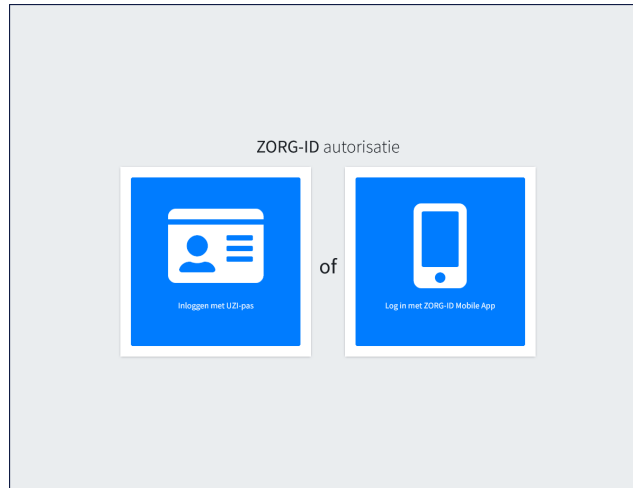 ZORG-ID autorisatie
Inloggen met UZI-pas
of
Log in met ZORG-ID Mobile App